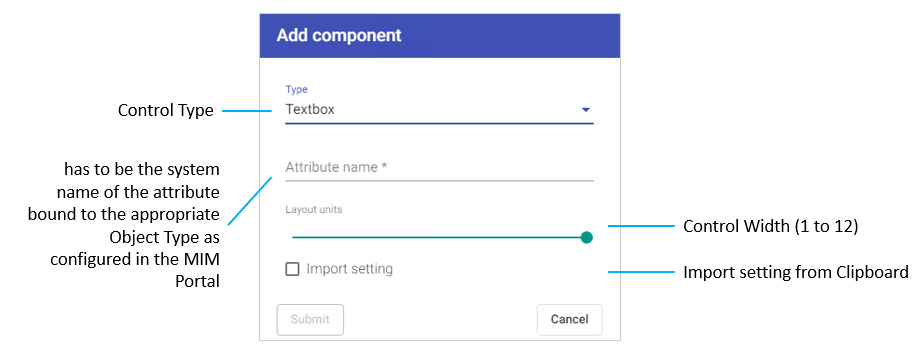 Add component
Type
Textbox
Control Type
Attribute name *
has to be the system
name of the attribute
bound to the appropriate
Object Type as
configured in the MIM
Portal
Layout units
Control Width (1 to 12)
Import setting
Import setting from Clipboard
Submit
Cancel